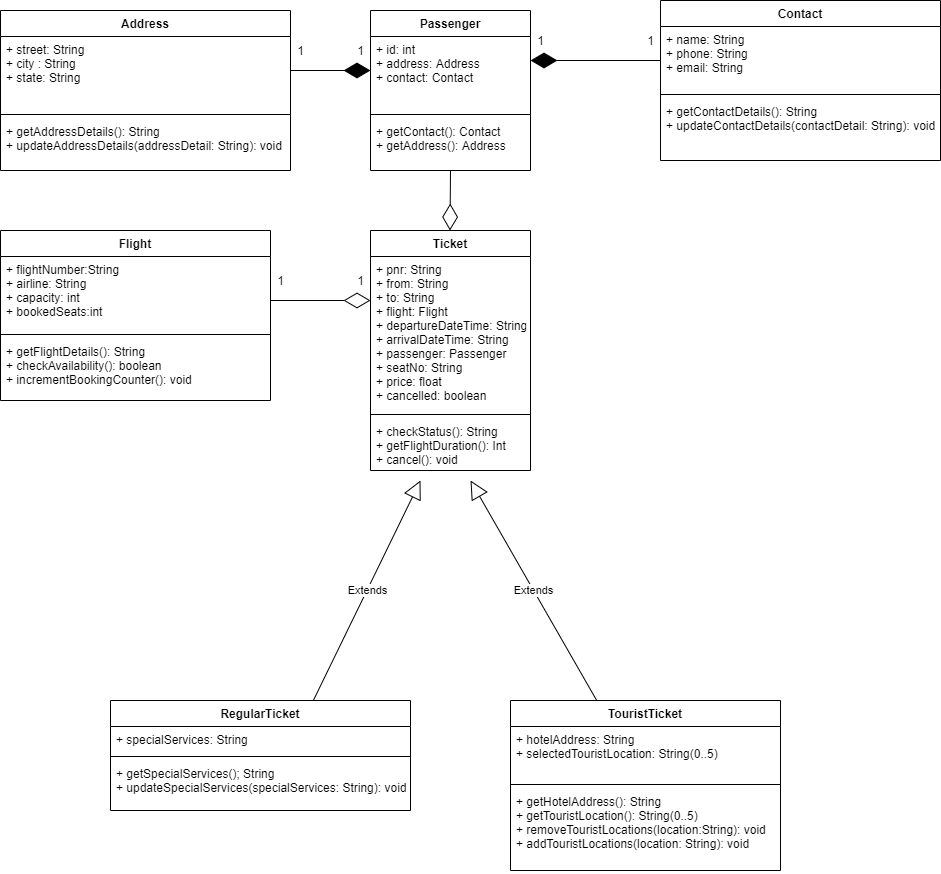 Address
+ street: String
+ city : String
+ state: String
+ getAddressDetails(): String
+ updateAddressDetails(addressDetail: String): void
1
1
Passenger
+ id: int
+ address: Address
+ contact: Contact
+ getContact(): Contact
+ getAddress(): Address
1
1
Contact
+ name: String
+ phone: String
+ email: String
+ getContactDetails(): String
+ updateContactDetails(contactDetail: String): void
Flight
+ flightNumber:String
+ airline: String
+ capacity: int
+ bookedSeats:int
+ getFlightDetails(): String
+ checkAvailability(): boolean
+ incrementBookingCounter(): void
1
1
Ticket
+ pnr: String
+ from: String
+ to: String
+ flight: Flight
+ departureDateTime: String
+ arrivalDateTime: String
+ passenger: Passenger
+ seatNo: String
+ price: float
+ cancelled: boolean
+ checkStatus(): String
+ getFlightDuration(): Int
+ cancel(): void
Extends
Extends
RegularTicket
+ specialServices: String
+ getSpecialServices(); String
+ updateSpecialServices(specialServices: String): void
TouristTicket
+ hotelAddress: String
+ selectedTouristLocation: String(0..5)
+ getHotelAddress(): String
+ getTouristLocation(): String(0..5)
+ removeTouristLocations(location:String): void
+ addTouristLocations(location: String): void